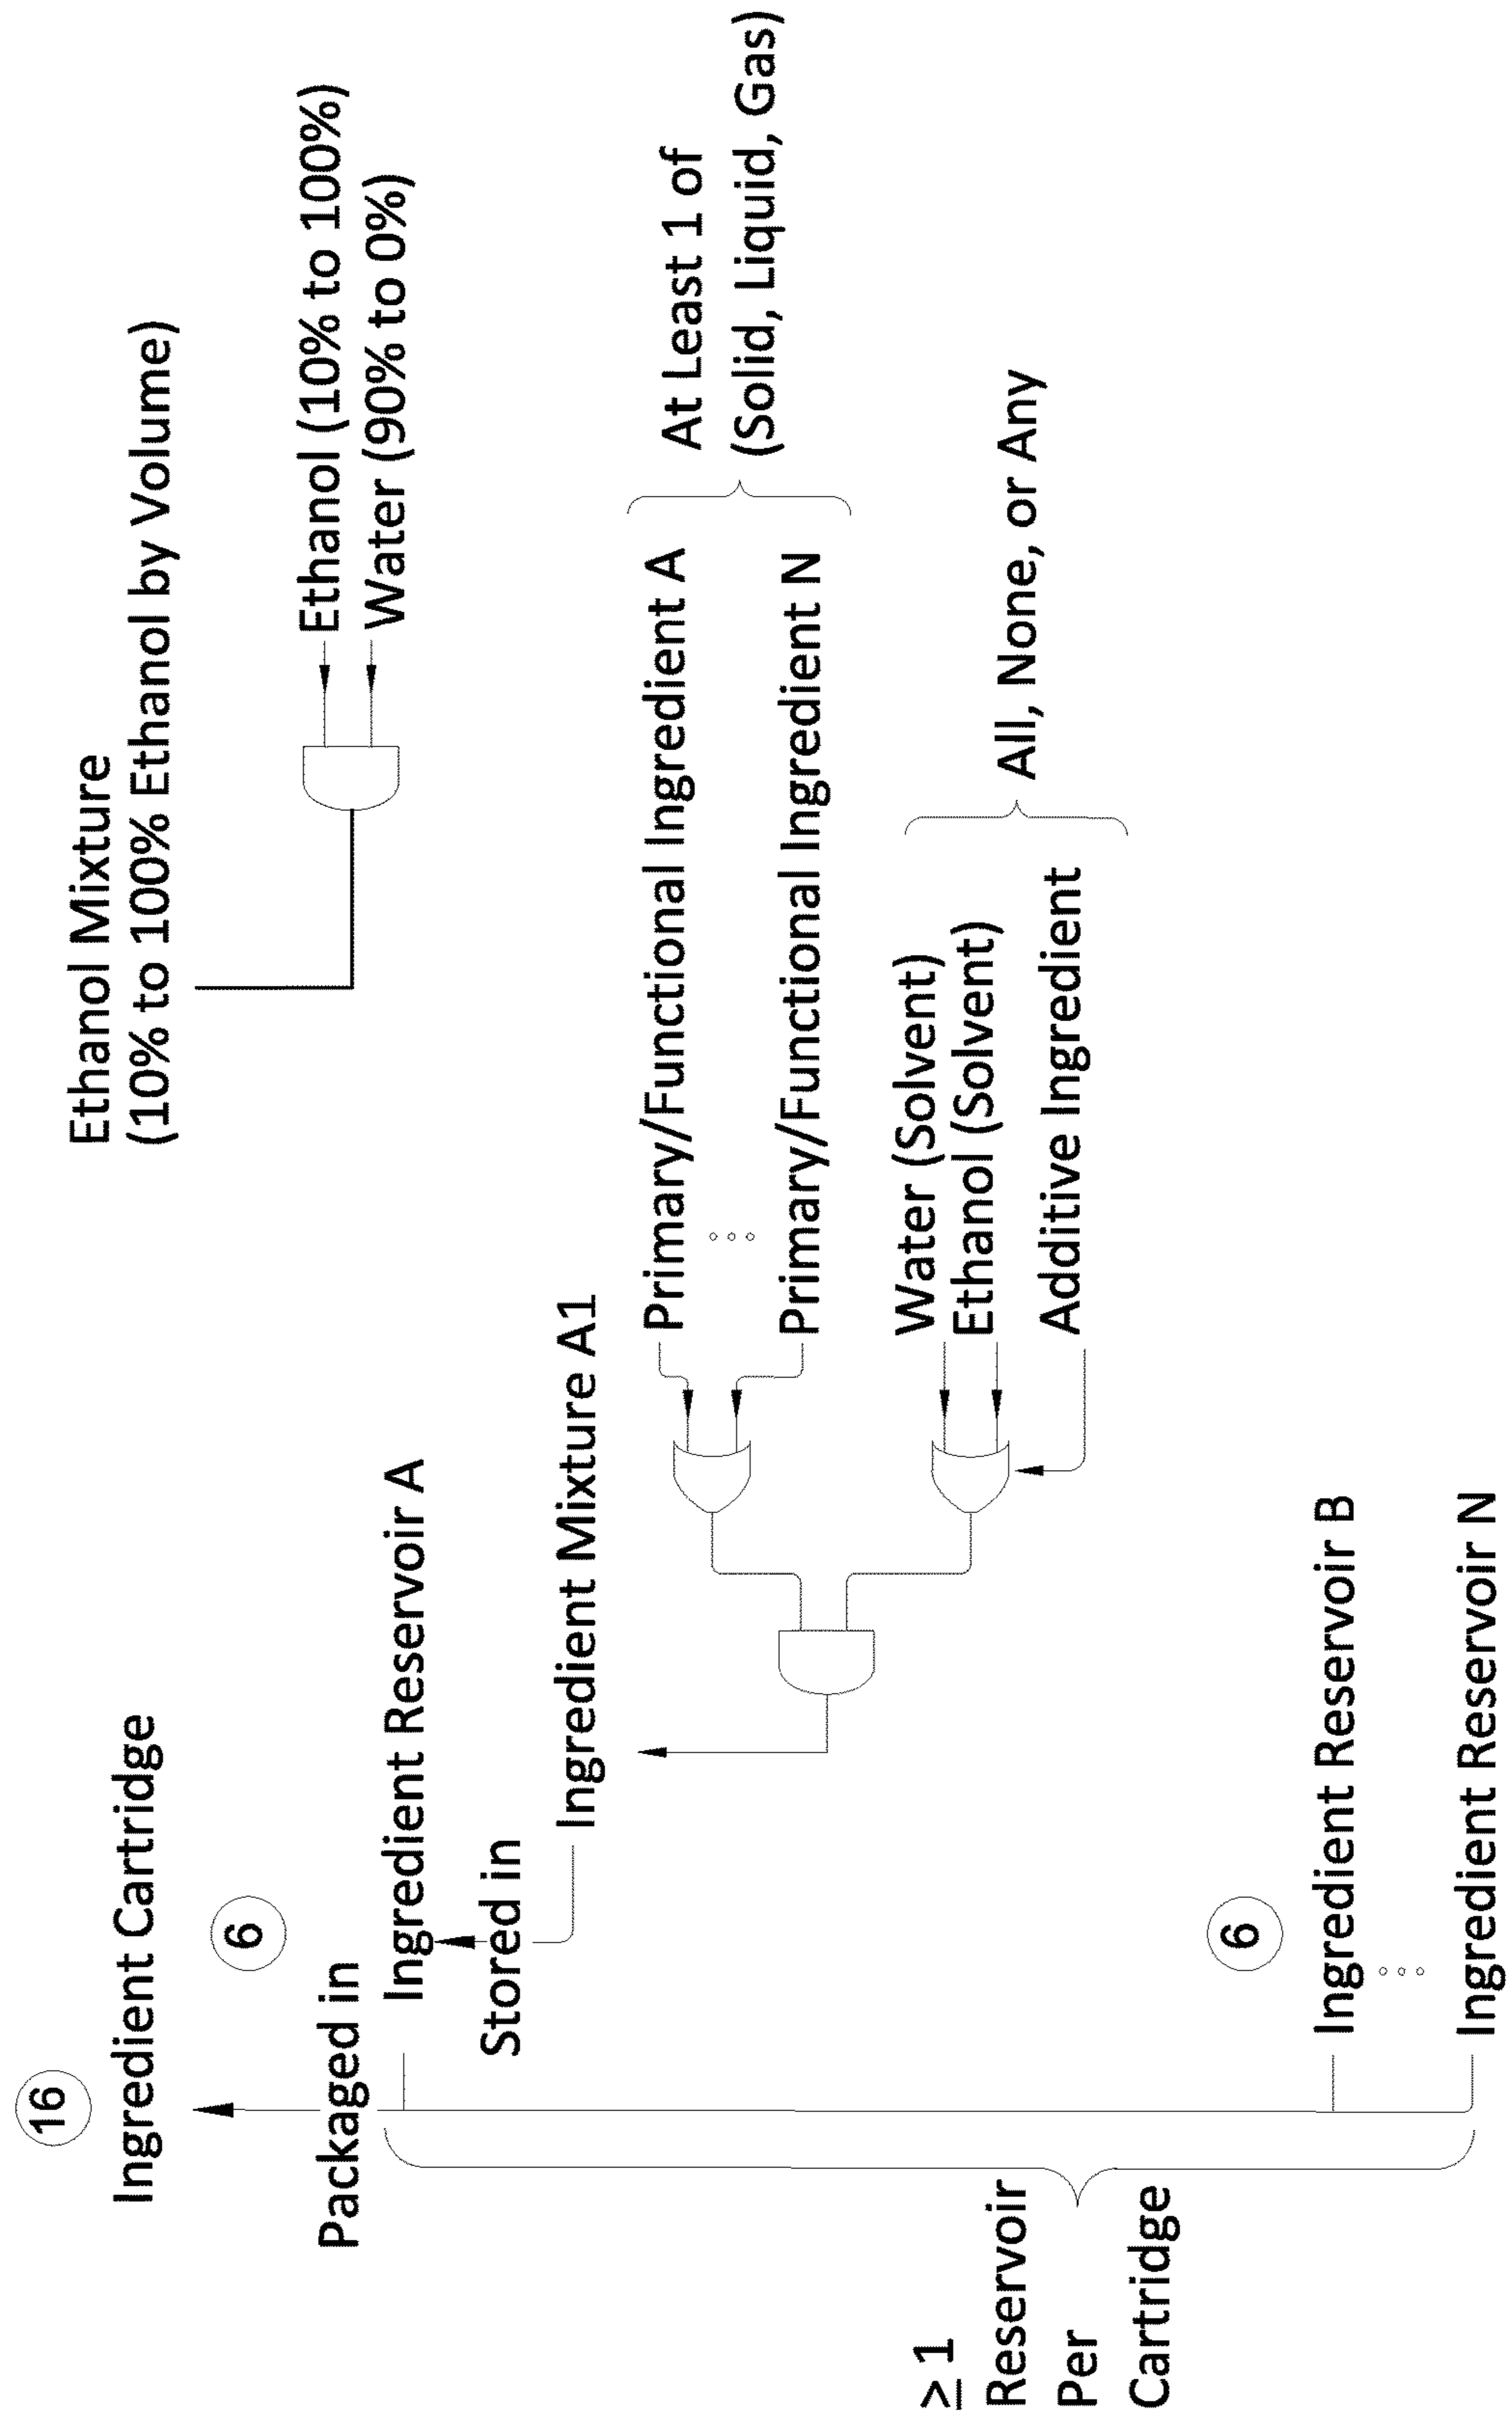 16
Ingredient Cartridge
Packaged in
6
Ingredient Reservoir A
Stored in
Ingredient Mixture A1
Primary/Functional Ingredient A
Primary/Functional Ingredient N
At Least 1 of
(Solid, Liquid, Gas)
Water (Solvent)
Ethanol (Solvent)
Additive Ingredient
All, None, or Any
≥ 1
Reservoir
Per
Cartridge
6
Ingredient Reservoir B
Ingredient Reservoir N
Ethanol Mixture
(10% to 100% Ethanol by Volume)
Ethanol (10% to 100%)
Water (90% to 0%)